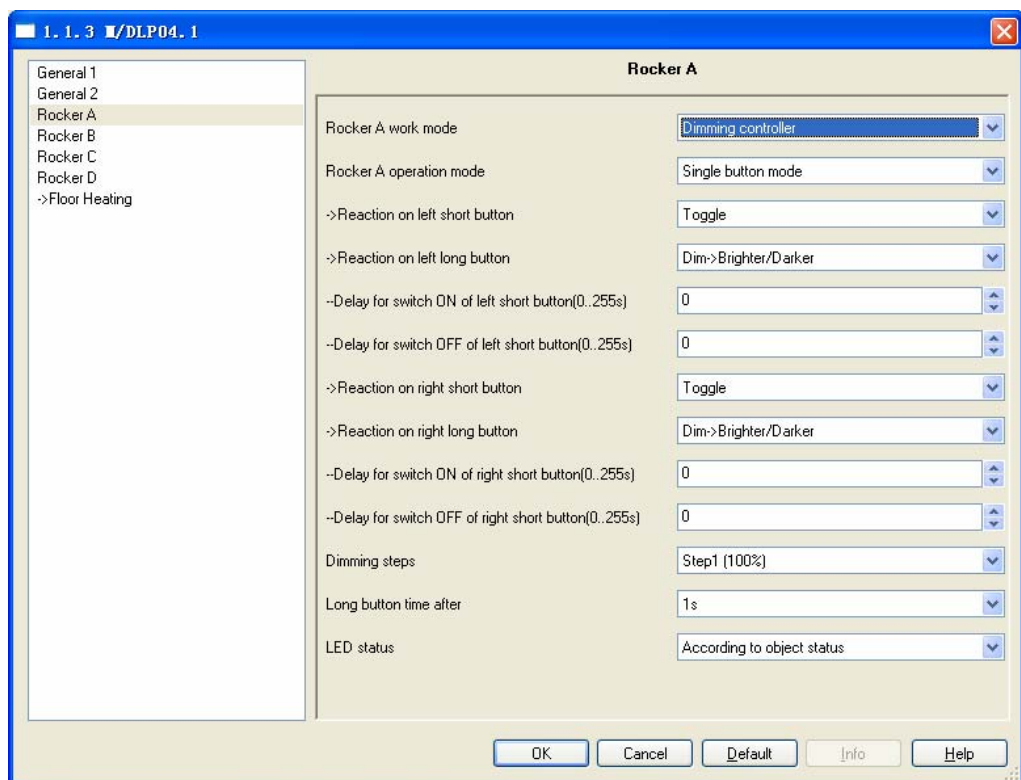 1.1.3 M/DLP04.1
General 1
General 2
Rocker A
Rocker B
Rocker C
Rocker D
->Floor Heating
Rocker A
Rocker A work mode Dimming controller
Rocker A operation mode Single button mode
->Reaction on left short button Toggle
->Reaction on left long button Dim->Brighter/Darker
--Delay for switch ON of left short button(0..255s) 0
--Delay for switch OFF of left short button(0..255s) 0
->Reaction on right short button Toggle
->Reaction on right long button Dim->Brighter/Darker
--Delay for switch ON of right short button(0..255s) 0
--Delay for switch OFF of right short button(0..255s) 0
Dimming steps Step1 (100%)
Long button time after 1s
LED status According to object status
OK Cancel Default Info Help